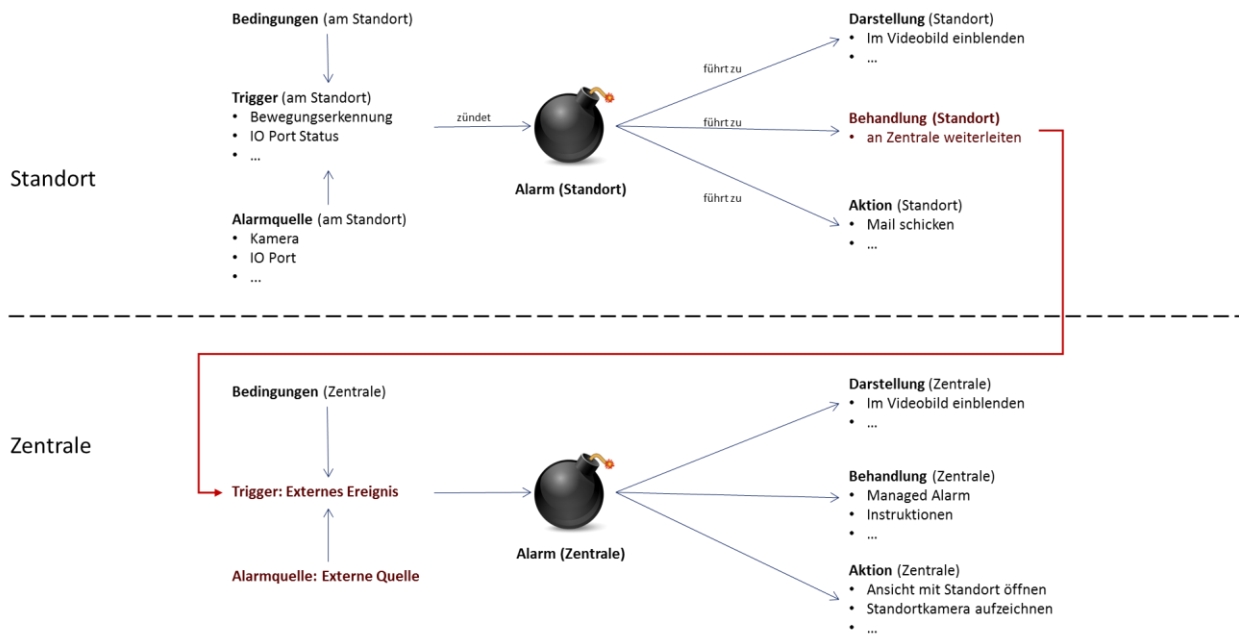 Standort
Bedingungen (am Standort)
Trigger (am Standort)
• Bewegungserkennung
• IO Port Status
• ...
Alarmquelle (am Standort)
• Kamera
• IO Port
• ...
zündet
Alarm (Standort)
führt zu
führt zu
führt zu
Darstellung (Standort)
• Im Videobild einblenden
• ...
Behandlung (Standort)
• an Zentrale weiterleiten
Aktion (Standort)
• Mail schicken
• ...
Zentrale
Bedingungen (Zentrale)
Trigger: Externes Ereignis
Alarmquelle: Externe Quelle
Alarm (Zentrale)
Darstellung (Zentrale)
• Im Videobild einblenden
• ...
Behandlung (Zentrale)
• Managed Alarm
• Instruktionen
• ...
Aktion (Zentrale)
• Ansicht mit Standort öffnen
• Standortkamera aufzeichnen
• ...